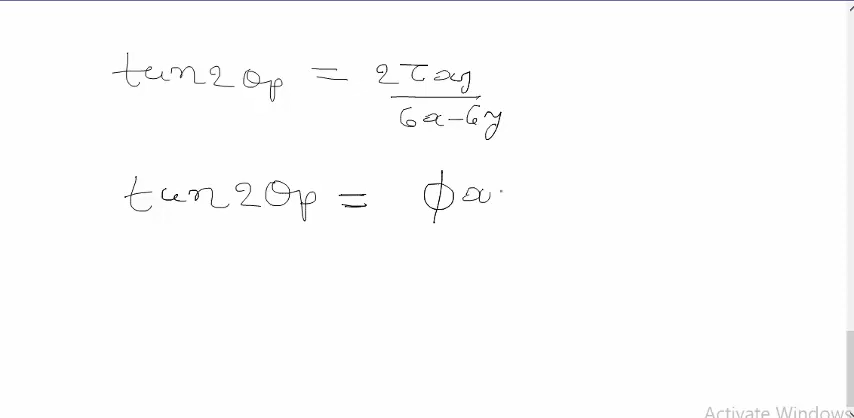 tan2θp = 2τxy
σx-σy
tan2θp = ϕx
Activate Windows